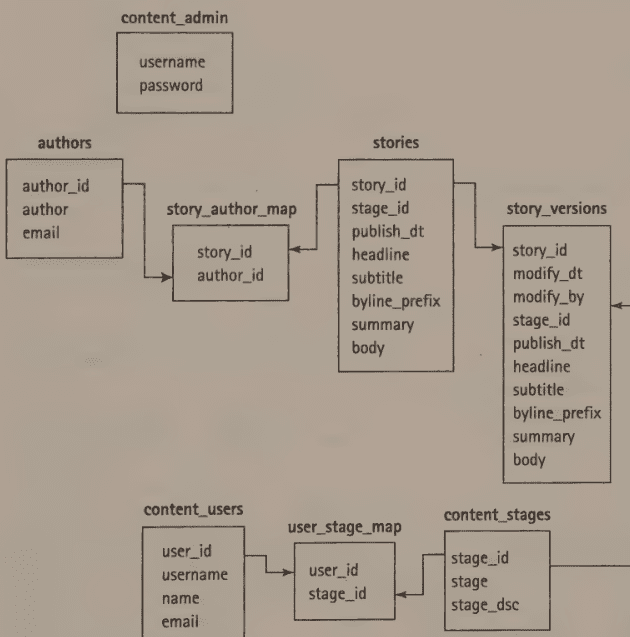 content_admin
username
password
authors
author_id
author
email
story_author_map
story_id
author_id
stories
story_id
stage_id
publish_dt
headline
subtitle
byline_prefix
summary
body
story_versions
story_id
modify_dt
modify_by
stage_id
publish_dt
headline
subtitle
byline_prefix
summary
body
content_users
user_id
username
name
email
user_stage_map
user_id
stage_id
content_stages
stage_id
stage
stage_dsc